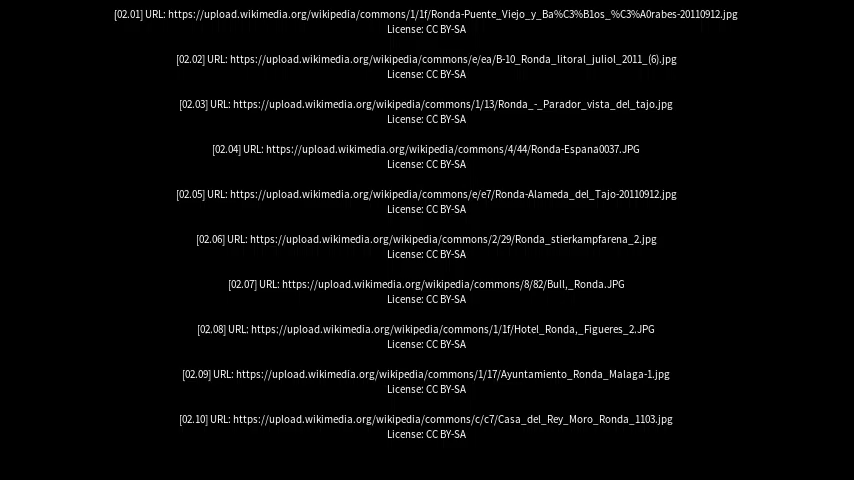 [02.01] URL: https://upload.wikimedia.org/wikipedia/commons/1/1f/Ronda-Puente_Viejo_y_Ba%C3%B1os_%C3%A0rabes-20110912.jpg
License: CC BY-SA
[02.02] URL: https://upload.wikimedia.org/wikipedia/commons/e/ea/B-10_Ronda_litoral_juliol_2011_(6).jpg
License: CC BY-SA
[02.03] URL: https://upload.wikimedia.org/wikipedia/commons/1/13/Ronda_-_Parador_vista_del_tajo.jpg
License: CC BY-SA
[02.04] URL: https://upload.wikimedia.org/wikipedia/commons/4/44/Ronda-Espana0037.JPG
License: CC BY-SA
[02.05] URL: https://upload.wikimedia.org/wikipedia/commons/e/e7/Ronda-Alameda_del_Tajo-20110912.jpg
License: CC BY-SA
[02.06] URL: https://upload.wikimedia.org/wikipedia/commons/2/29/Ronda_stierkampfarena_2.jpg
License: CC BY-SA
[02.07] URL: https://upload.wikimedia.org/wikipedia/commons/8/82/Bull,_Ronda.JPG
License: CC BY-SA
[02.08] URL: https://upload.wikimedia.org/wikipedia/commons/1/1f/Hotel_Ronda,_Figueres_2.JPG
License: CC BY-SA
[02.09] URL: https://upload.wikimedia.org/wikipedia/commons/1/17/Ayuntamiento_Ronda_Malaga-1.jpg
License: CC BY-SA
[02.10] URL: https://upload.wikimedia.org/wikipedia/commons/c/c7/Casa_del_Rey_Moro_Ronda_1103.jpg
License: CC BY-SA